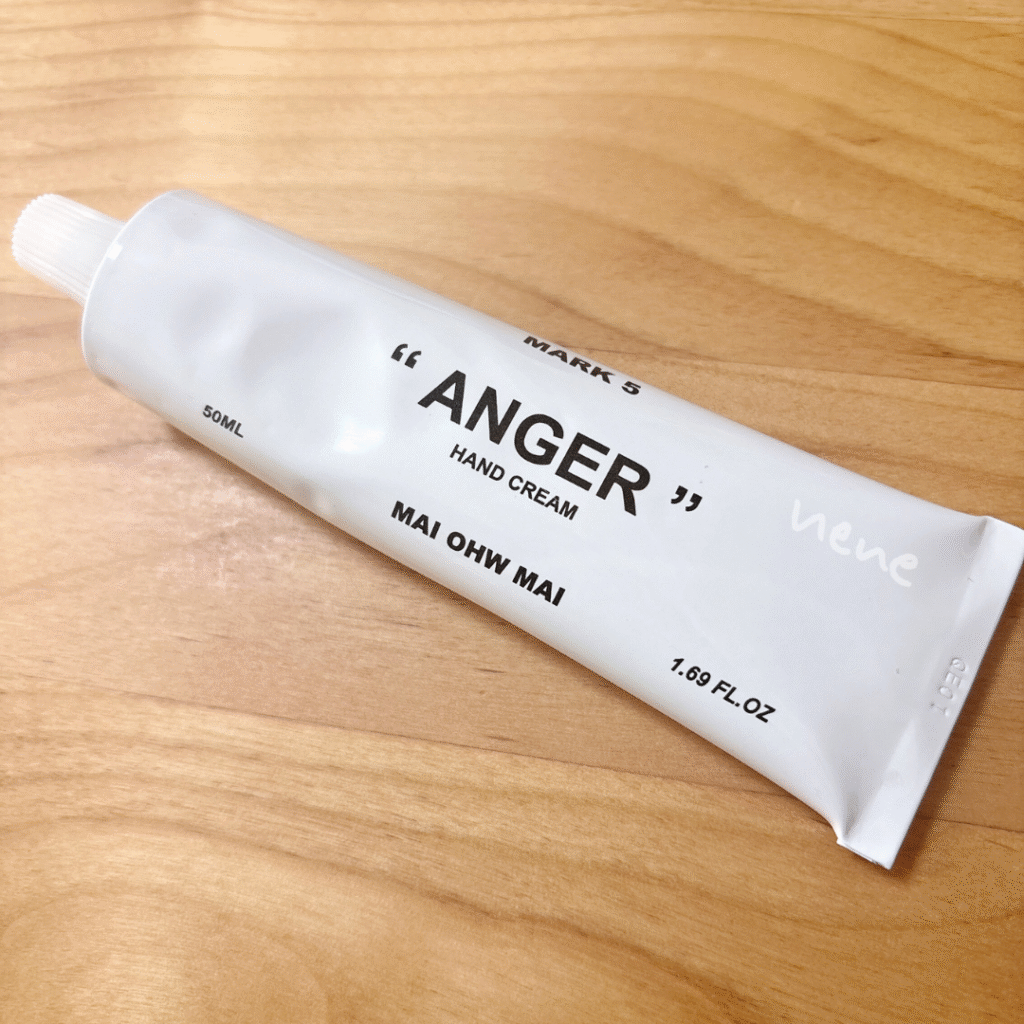 MARK 5
“ ANGER ”
HAND CREAM
MAI OHW MAI
50ML
1.69 FL.OZ
nene